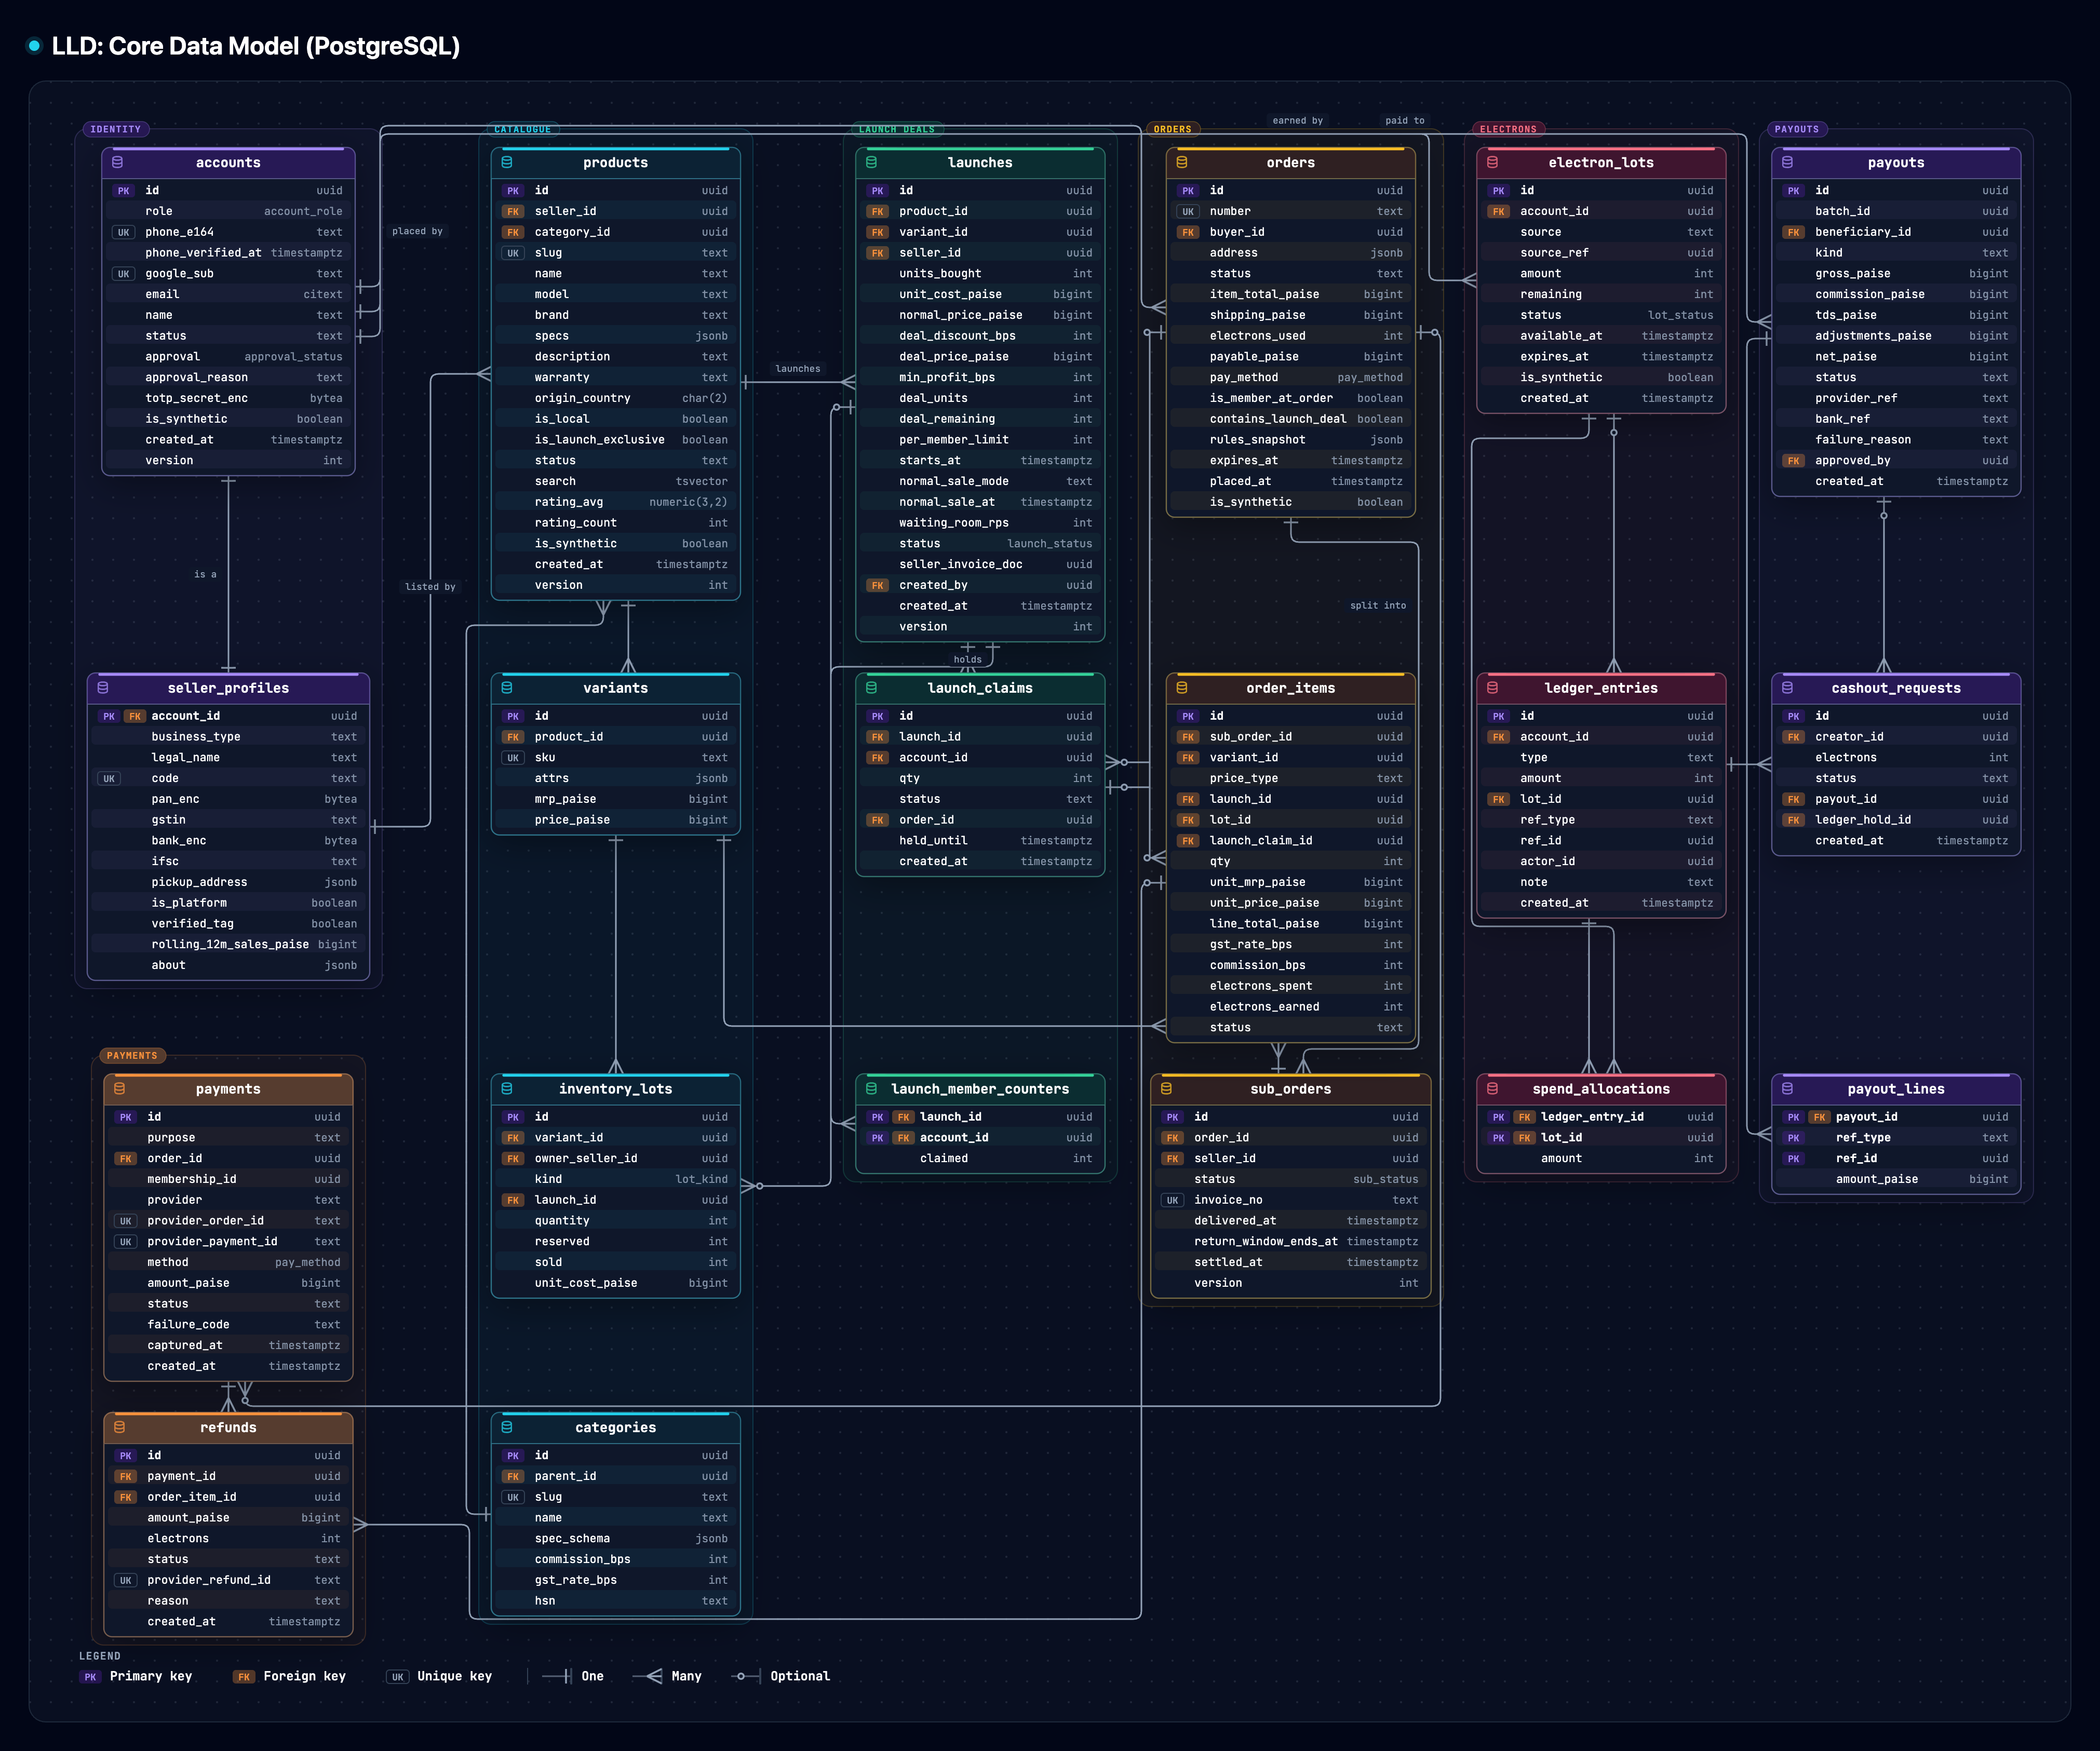 LLD: Core Data Model (PostgreSQL)
earned by
paid to
IDENTITY
accounts
PK id uuid
role account_role
UK phone_e164 text
phone_verified_at timestamptz
UK google_sub text
email citext
name text
status text
approval approval_status
approval_reason text
totp_secret_enc bytea
is_synthetic boolean
created_at timestamptz
version int
placed by
is a
listed by
seller_profiles
PK FK account_id uuid
business_type text
legal_name text
UK code text
pan_enc bytea
gstin text
bank_enc bytea
ifsc text
pickup_address jsonb
is_platform boolean
verified_tag boolean
rolling_12m_sales_paise bigint
about jsonb
PAYMENTS
payments
PK id uuid
purpose text
FK order_id uuid
membership_id uuid
provider text
UK provider_order_id text
UK provider_payment_id text
method pay_method
amount_paise bigint
status text
failure_code text
captured_at timestamptz
created_at timestamptz
refunds
PK id uuid
FK payment_id uuid
FK order_item_id uuid
amount_paise bigint
electrons int
status text
UK provider_refund_id text
reason text
created_at timestamptz
CATALOGUE
products
PK id uuid
FK seller_id uuid
FK category_id uuid
UK slug text
name text
model text
brand text
specs jsonb
description text
warranty text
origin_country char(2)
is_local boolean
is_launch_exclusive boolean
status text
search tsvector
rating_avg numeric(3,2)
rating_count int
is_synthetic boolean
created_at timestamptz
version int
launches
variants
PK id uuid
FK product_id uuid
UK sku text
attrs jsonb
mrp_paise bigint
price_paise bigint
inventory_lots
PK id uuid
FK variant_id uuid
FK owner_seller_id uuid
kind lot_kind
FK launch_id uuid
quantity int
reserved int
sold int
unit_cost_paise bigint
categories
PK id uuid
FK parent_id uuid
UK slug text
name text
spec_schema jsonb
commission_bps int
gst_rate_bps int
hsn text
LAUNCH DEALS
launches
PK id uuid
FK product_id uuid
FK variant_id uuid
FK seller_id uuid
units_bought int
unit_cost_paise bigint
normal_price_paise bigint
deal_discount_bps int
deal_price_paise bigint
min_profit_bps int
deal_units int
deal_remaining int
per_member_limit int
starts_at timestamptz
normal_sale_mode text
normal_sale_at timestamptz
waiting_room_rps int
status launch_status
seller_invoice_doc uuid
FK created_by uuid
created_at timestamptz
version int
holds
launch_claims
PK id uuid
FK launch_id uuid
FK account_id uuid
qty int
status text
FK order_id uuid
held_until timestamptz
created_at timestamptz
launch_member_counters
PK FK launch_id uuid
PK FK account_id uuid
claimed int
ORDERS
orders
PK id uuid
UK number text
FK buyer_id uuid
address jsonb
status text
item_total_paise bigint
shipping_paise bigint
electrons_used int
payable_paise bigint
pay_method pay_method
is_member_at_order boolean
contains_launch_deal boolean
rules_snapshot jsonb
expires_at timestamptz
placed_at timestamptz
is_synthetic boolean
split into
order_items
PK id uuid
FK sub_order_id uuid
FK variant_id uuid
price_type text
FK launch_id uuid
FK lot_id uuid
FK launch_claim_id uuid
qty int
unit_mrp_paise bigint
unit_price_paise bigint
line_total_paise bigint
gst_rate_bps int
commission_bps int
electrons_spent int
electrons_earned int
status text
sub_orders
PK id uuid
FK order_id uuid
FK seller_id uuid
status sub_status
UK invoice_no text
delivered_at timestamptz
return_window_ends_at timestamptz
settled_at timestamptz
version int
ELECTRONS
electron_lots
PK id uuid
FK account_id uuid
source text
source_ref uuid
amount int
remaining int
status lot_status
available_at timestamptz
expires_at timestamptz
is_synthetic boolean
created_at timestamptz
ledger_entries
PK id uuid
FK account_id uuid
type text
amount int
FK lot_id uuid
ref_type text
ref_id uuid
actor_id uuid
note text
created_at timestamptz
spend_allocations
PK FK ledger_entry_id uuid
PK FK lot_id uuid
amount int
PAYOUTS
payouts
PK id uuid
batch_id uuid
FK beneficiary_id uuid
kind text
gross_paise bigint
commission_paise bigint
tds_paise bigint
adjustments_paise bigint
net_paise bigint
status text
provider_ref text
bank_ref text
failure_reason text
FK approved_by uuid
created_at timestamptz
cashout_requests
PK id uuid
FK creator_id uuid
electrons int
status text
FK payout_id uuid
FK ledger_hold_id uuid
created_at timestamptz
payout_lines
PK FK payout_id uuid
PK ref_type text
PK ref_id uuid
amount_paise bigint
LEGEND
PK Primary key
FK Foreign key
UK Unique key
One
Many
Optional